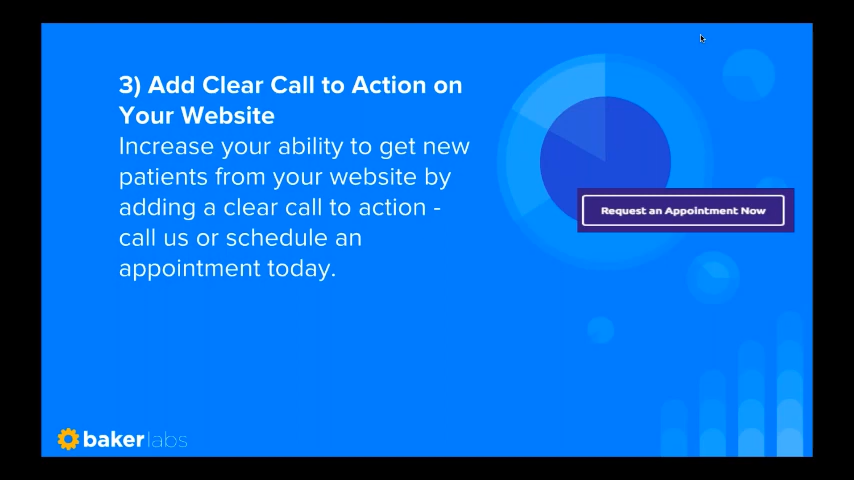 3) Add Clear Call to Action on
Your Website
Increase your ability to get new
patients from your website by
adding a clear call to action -
call us or schedule an
appointment today.
Request an Appointment Now
bakerlabs